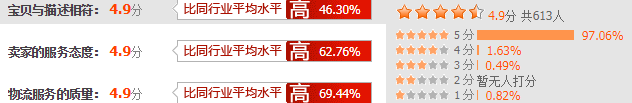 宝贝与描述相符： 4.9分 比同行业平均水平 高 46.30%
卖家的服务态度： 4.9分 比同行业平均水平 高 62.76%
物流服务的质量： 4.9分 比同行业平均水平 高 69.44%
4.9分 共613人
5分 97.06%
4分 1.63%
3分 0.49%
2分 暂无人打分
1分 0.82%